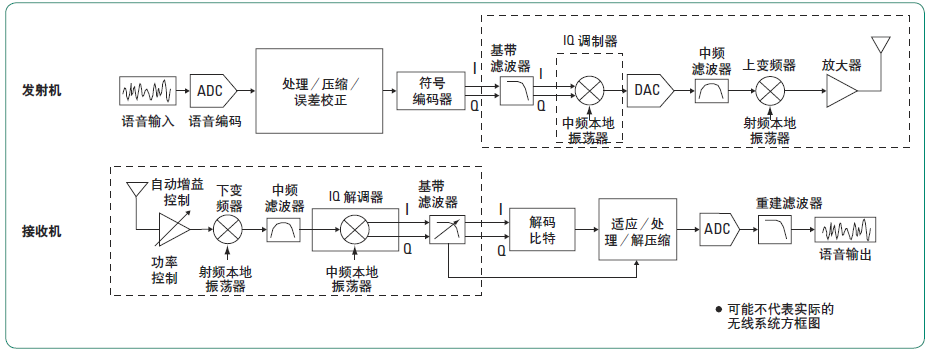 发射机
语音输入
ADC
语音编码
处理/压缩/
误差校正
符号
编码器
I
Q
基带
滤波器
I
Q
IQ 调制器
中频本地
振荡器
DAC
中频
滤波器
上变频器
射频本地
振荡器
放大器
接收机
自动增益
控制
功率
控制
下变
频器
射频本地
振荡器
中频
滤波器
IQ 解调器
中频本地
振荡器
I
Q
基带
滤波器
I
Q
解码
比特
适应/处
理/解压缩
ADC
重建滤波器
语音输出
● 可能不代表实际的
无线系统方框图